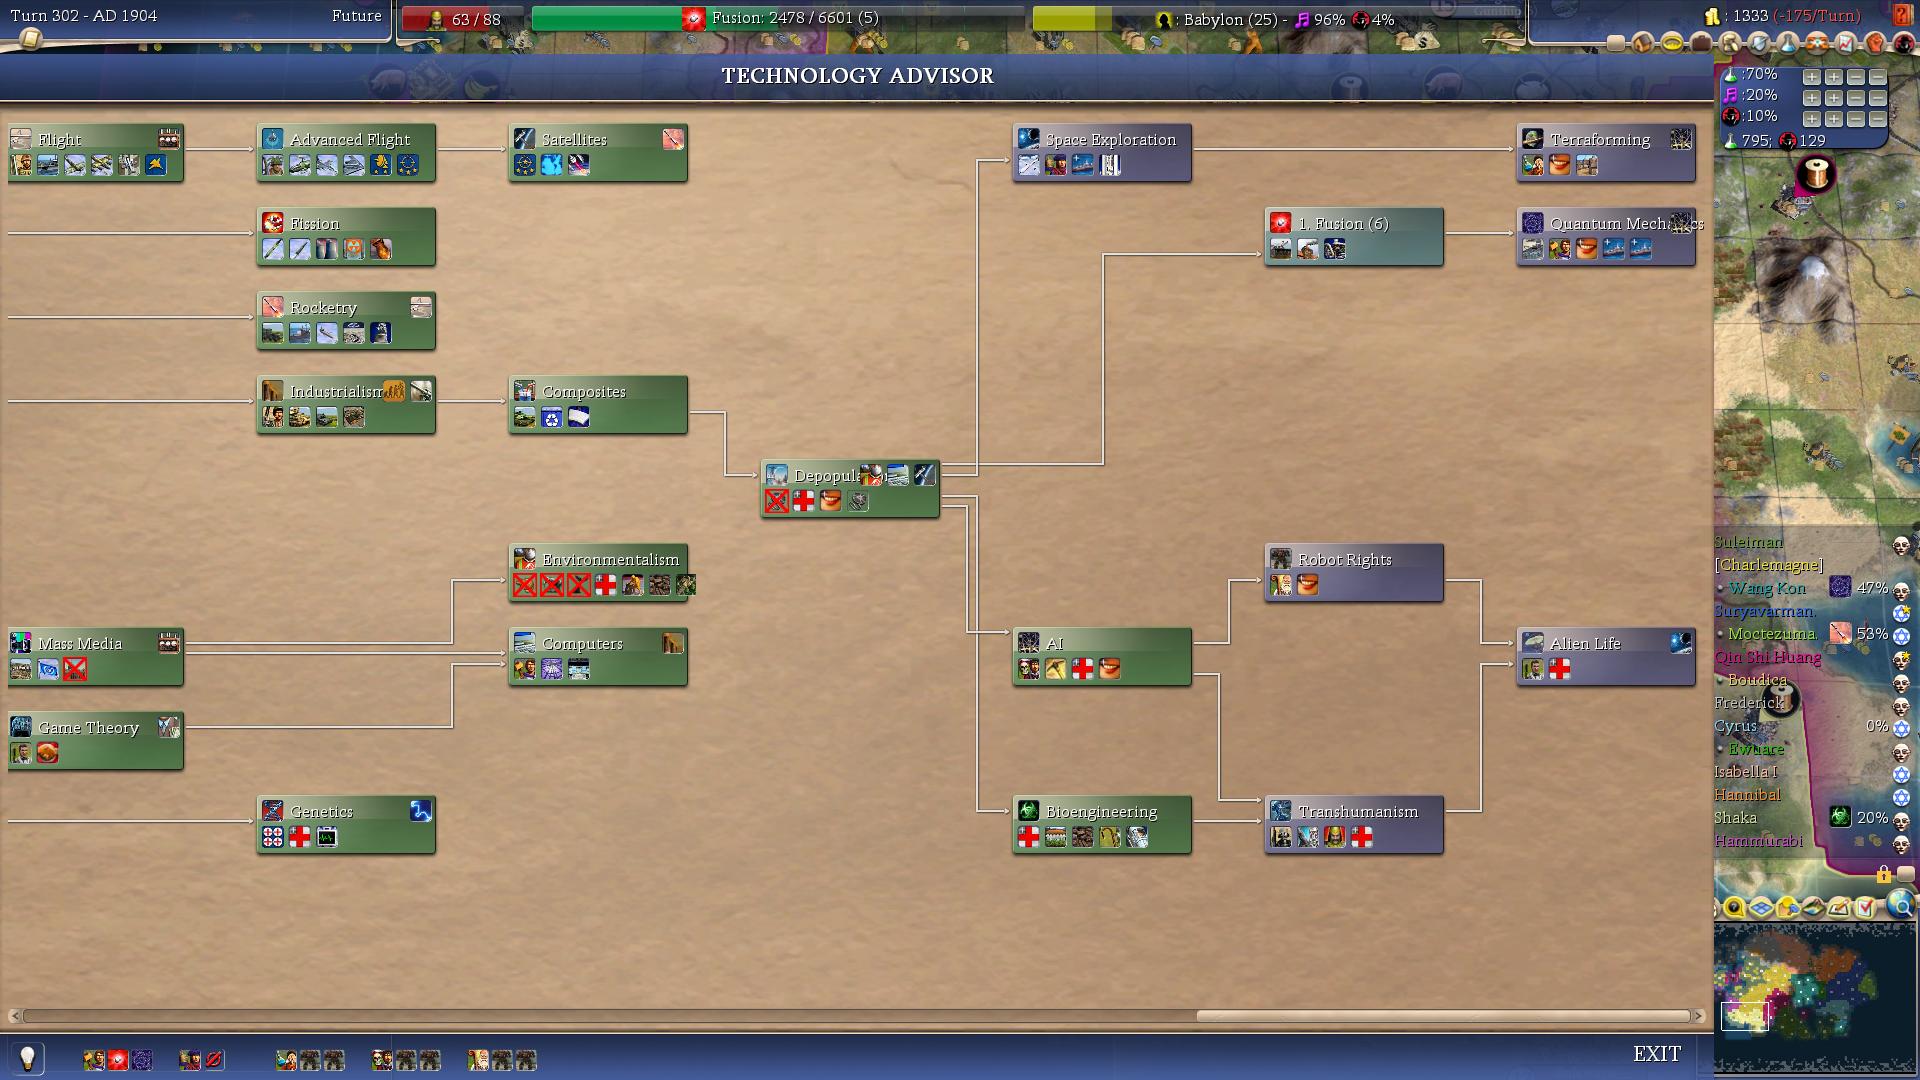 Turn 302 - AD 1904
Future
63 / 88
Fusion: 2478 / 6601 (5)
: Babylon (25) - 96% 4%
: 1333 (-175/Turn)
TECHNOLOGY ADVISOR
:70%
:20%
:10%
: 795; 129
Flight
Advanced Flight
Satellites
Space Exploration
Terraforming
Fission
1. Fusion (6)
Rocketry
Industrialism
Composites
Environmentalism
Robot Rights
Mass Media
Computers
AI
Alien Life
Game Theory
Genetics
Bioengineering
Transhumanism
Suleiman
[Charlemagne]
Wang Kon 47%
Suryavarman.
Moctezuma. 53%
Qin Shi Huang
Boudica
Frederick
Cyrus 0%
Ewuare
Isabella I
Hannibal
Shaka 20%
Hammurabi
EXIT